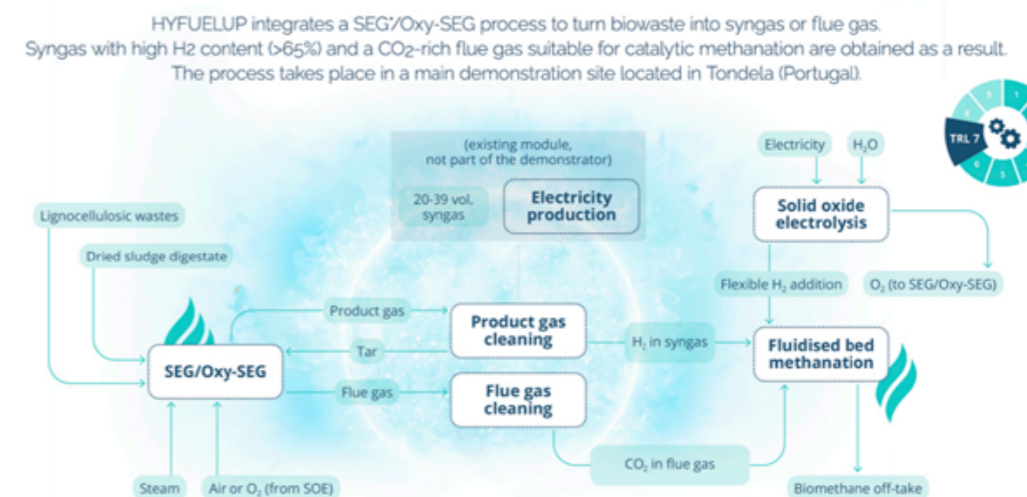 HYFUELUP integrates a SEG*/Oxy-SEG process to turn biowaste into syngas or flue gas.
Syngas with high H2 content (>65%) and a CO2-rich flue gas suitable for catalytic methanation are obtained as a result.
The process takes place in a main demonstration site located in Tondela (Portugal).
9
1
TRL 7
6
5
(existing module,
not part of the demonstrator)
20-39 vol.
syngas
Electricity
production
Electricity
H₂O
Solid oxide
electrolysis
Lignocellulosic wastes
Dried sludge digestate
Flexible H₂ addition
O₂ (to SEG/Oxy-SEG)
Product gas
Product gas
cleaning
H₂ in syngas
Fluidised bed
methanation
Tar
SEG/Oxy-SEG
Flue gas
Flue gas
cleaning
CO₂ in flue gas
Steam
Air or O₂ (from SOE)
Biomethane off-take